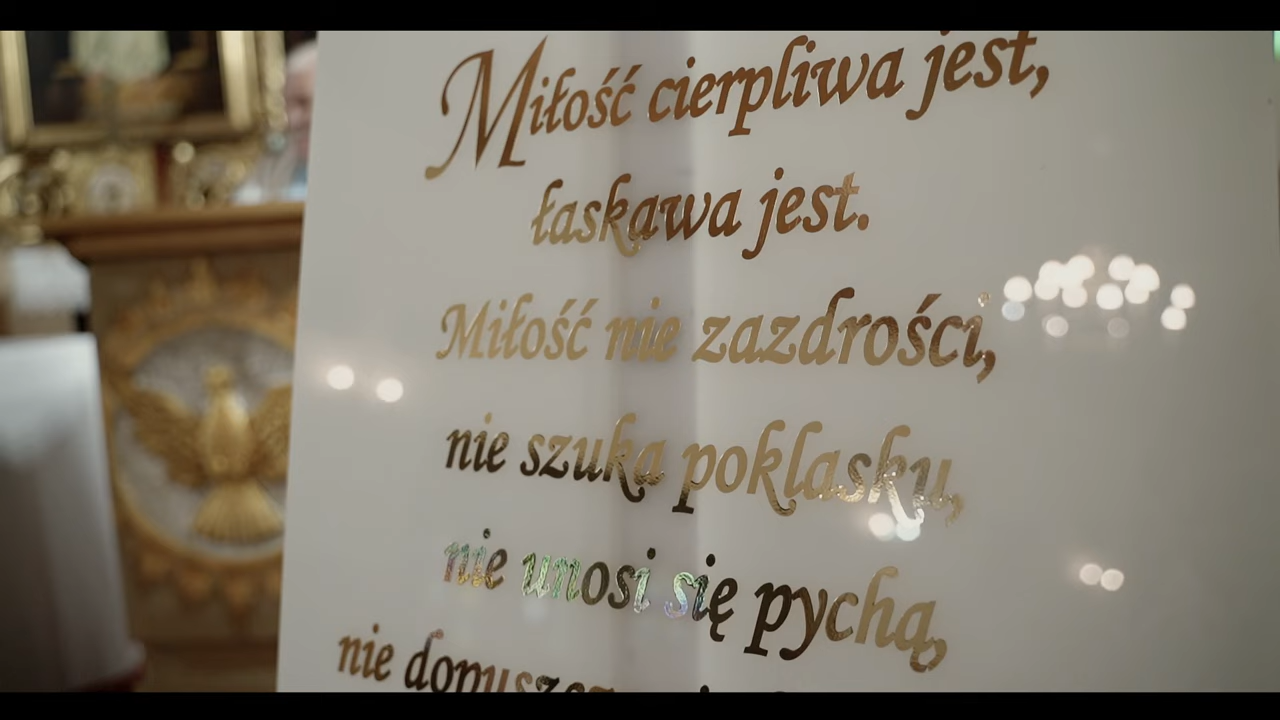 Miłość cierpliwa jest,
łaskawa jest.
Miłość nie zazdrości,
nie szuka poklasku,
nie unosi się pychą,
nie